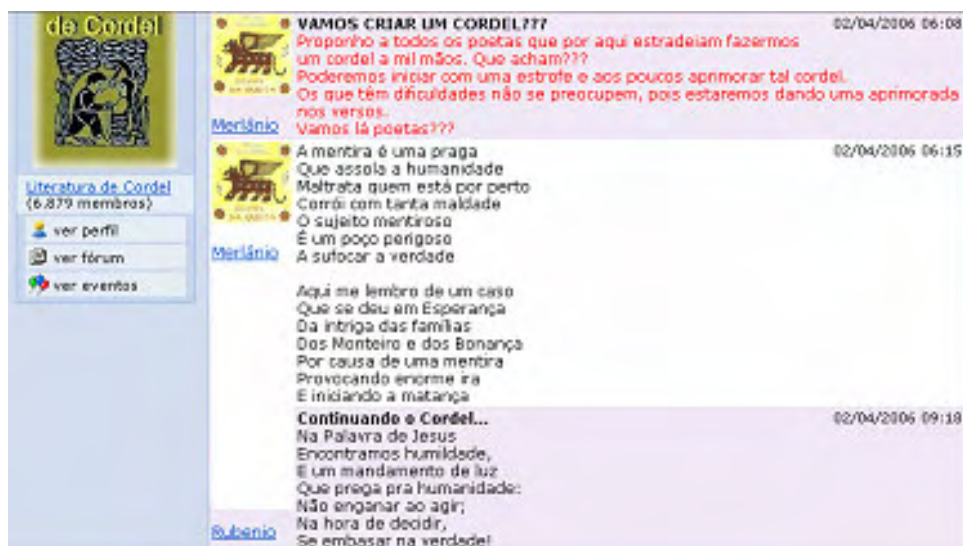 de Cordel
Literatura de Cordel
(6.879 membros)
ver perfil
ver fórum
ver eventos
VAMOS CRIAR UM CORDEL???
02/04/2006 06:08
Proponho a todos os poetas que por aqui estradeiam fazermos
um cordel a mil mãos. Que acham???
Poderemos iniciar com uma estrofe e aos poucos aprimorar tal cordel.
Os que têm dificuldades não se preocupem, pois estaremos dando uma aprimorada
nos versos.
Vamos lá poetas???
Merlânio
02/04/2006 06:15
A mentira é uma praga
Que assola a humanidade
Maltrata quem está por perto
Corrói com tanta maldade
O sujeito mentiroso
É um poço perigoso
A sufocar a verdade
Merlânio
Aqui me lembro de um caso
Que se deu em Esperança
Da intriga das famílias
Dos Monteiro e dos Bonança
Por causa de uma mentira
Provocando enorme ira
E iniciando a matança
Continuando o Cordel...
02/04/2006 09:18
Na Palavra de Jesus
Encontramos humildade,
E um mandamento de luz
Que prega pra humanidade:
Não enganar ao agir;
Na hora de decidir,
Se embasar na verdade!
Rubenio